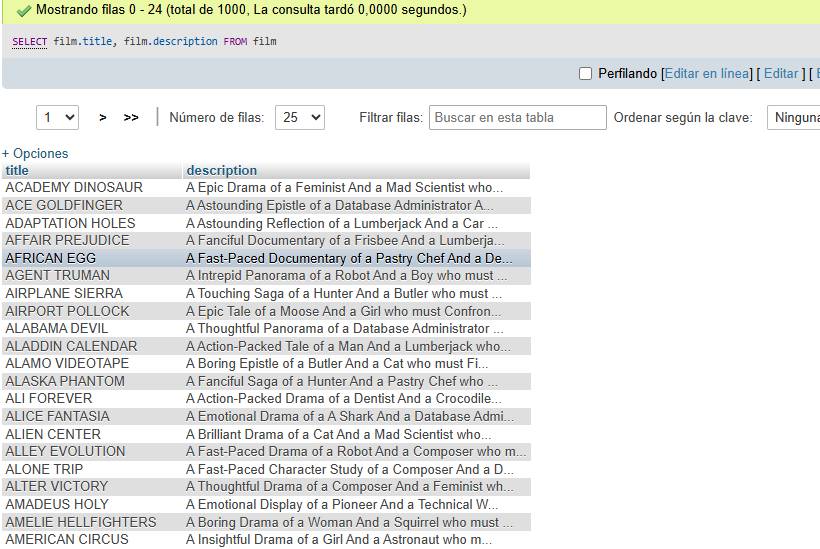 Mostrando filas 0 - 24 (total de 1000, La consulta tardó 0,0000 segundos.)
SELECT film.title, film.description FROM film
Perfilando [Editar en línea] [ Editar ] [
1 > >> Número de filas: 25 Filtrar filas: Buscar en esta tabla Ordenar según la clave: Ninguna
+ Opciones
title description
ACADEMY DINOSAUR A Epic Drama of a Feminist And a Mad Scientist who...
ACE GOLDFINGER A Astounding Epistle of a Database Administrator A...
ADAPTATION HOLES A Astounding Reflection of a Lumberjack And a Car ...
AFFAIR PREJUDICE A Fanciful Documentary of a Frisbee And a Lumberja...
AFRICAN EGG A Fast-Paced Documentary of a Pastry Chef And a De...
AGENT TRUMAN A Intrepid Panorama of a Robot And a Boy who must ...
AIRPLANE SIERRA A Touching Saga of a Hunter And a Butler who must ...
AIRPORT POLLOCK A Epic Tale of a Moose And a Girl who must Confron...
ALABAMA DEVIL A Thoughtful Panorama of a Database Administrator ...
ALADDIN CALENDAR A Action-Packed Tale of a Man And a Lumberjack who...
ALAMO VIDEOTAPE A Boring Epistle of a Butler And a Cat who must Fi...
ALASKA PHANTOM A Fanciful Saga of a Hunter And a Pastry Chef who ...
ALI FOREVER A Action-Packed Drama of a Dentist And a Crocodile...
ALICE FANTASIA A Emotional Drama of a A Shark And a Database Admi...
ALIEN CENTER A Brilliant Drama of a Cat And a Mad Scientist who...
ALLEY EVOLUTION A Fast-Paced Drama of a Robot And a Composer who m...
ALONE TRIP A Fast-Paced Character Study of a Composer And a D...
ALTER VICTORY A Thoughtful Drama of a Composer And a Feminist wh...
AMADEUS HOLY A Emotional Display of a Pioneer And a Technical W...
AMELIE HELLFIGHTERS A Boring Drama of a Woman And a Squirrel who must ...
AMERICAN CIRCUS A Insightful Drama of a Girl And a Astronaut who m...